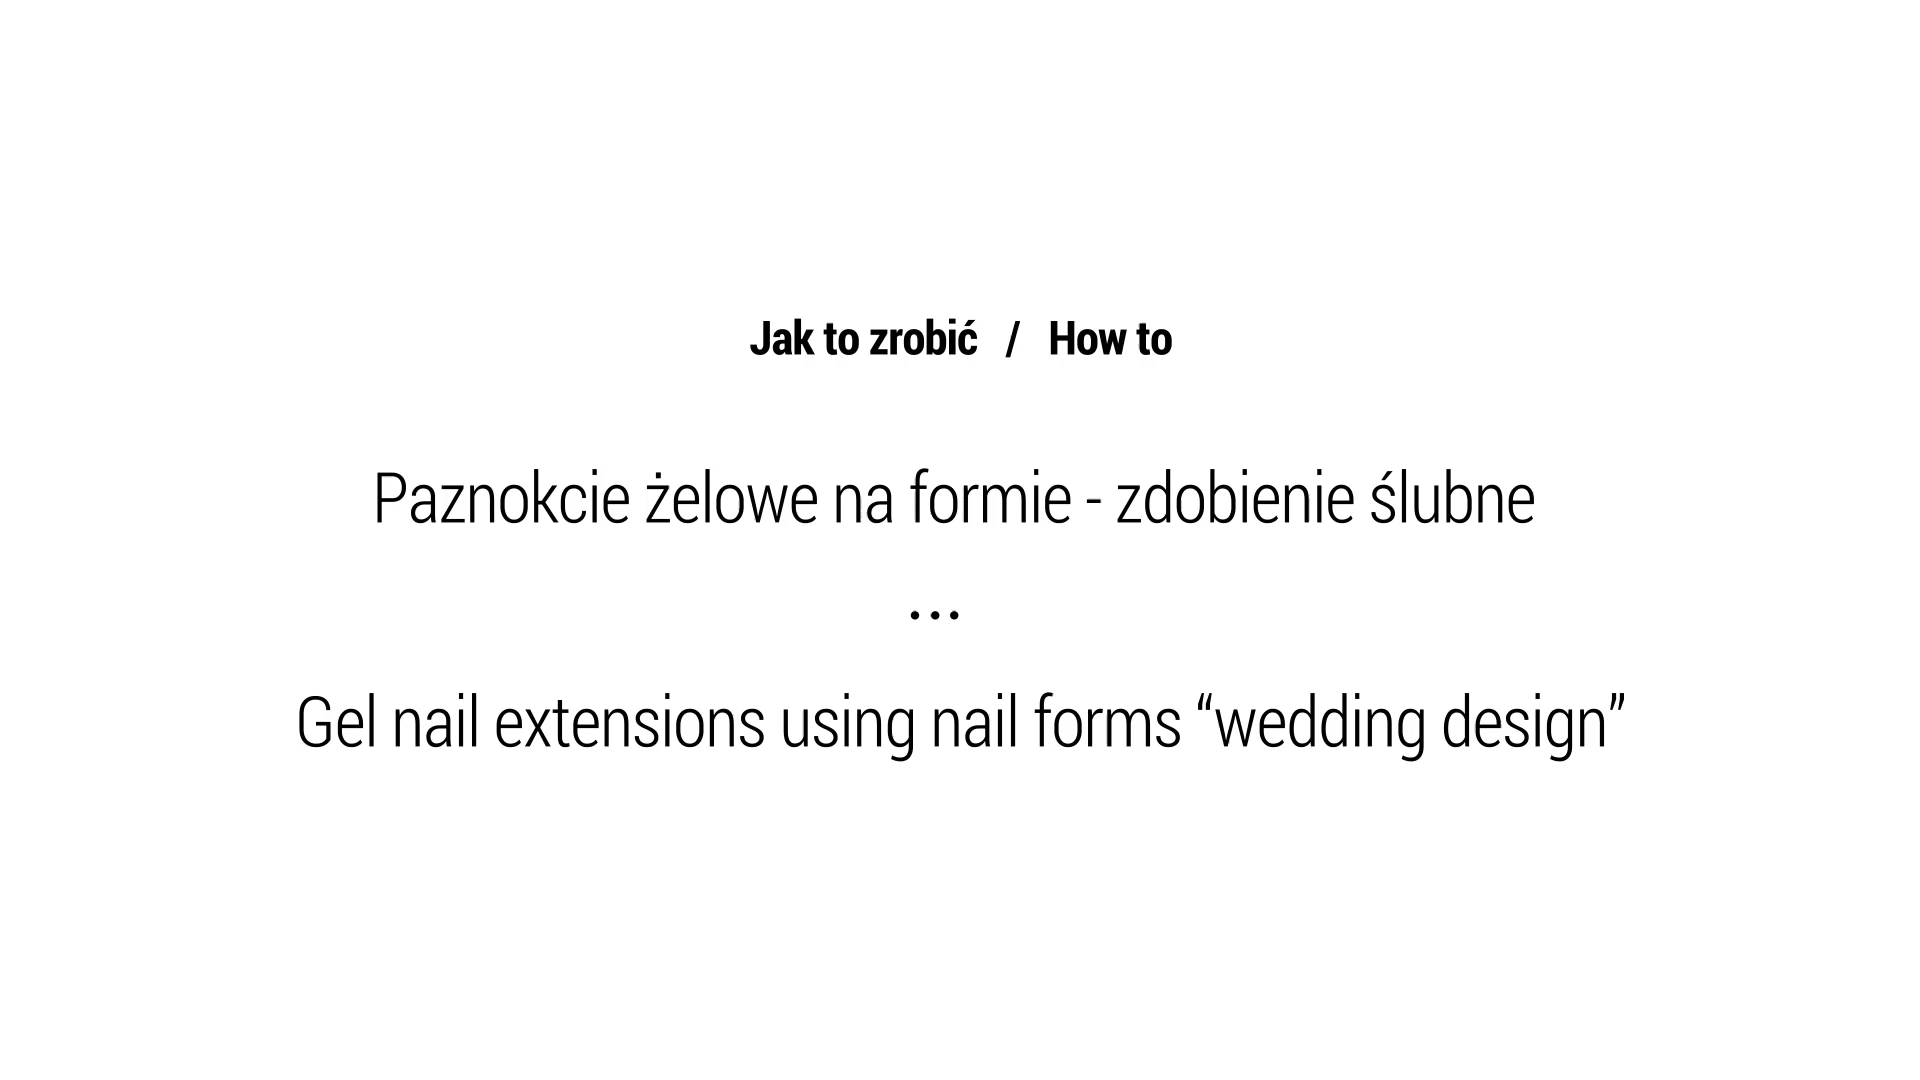 Jak to zrobić / How to
Paznokcie żelowe na formie - zdobienie ślubne
...
Gel nail extensions using nail forms “wedding design”